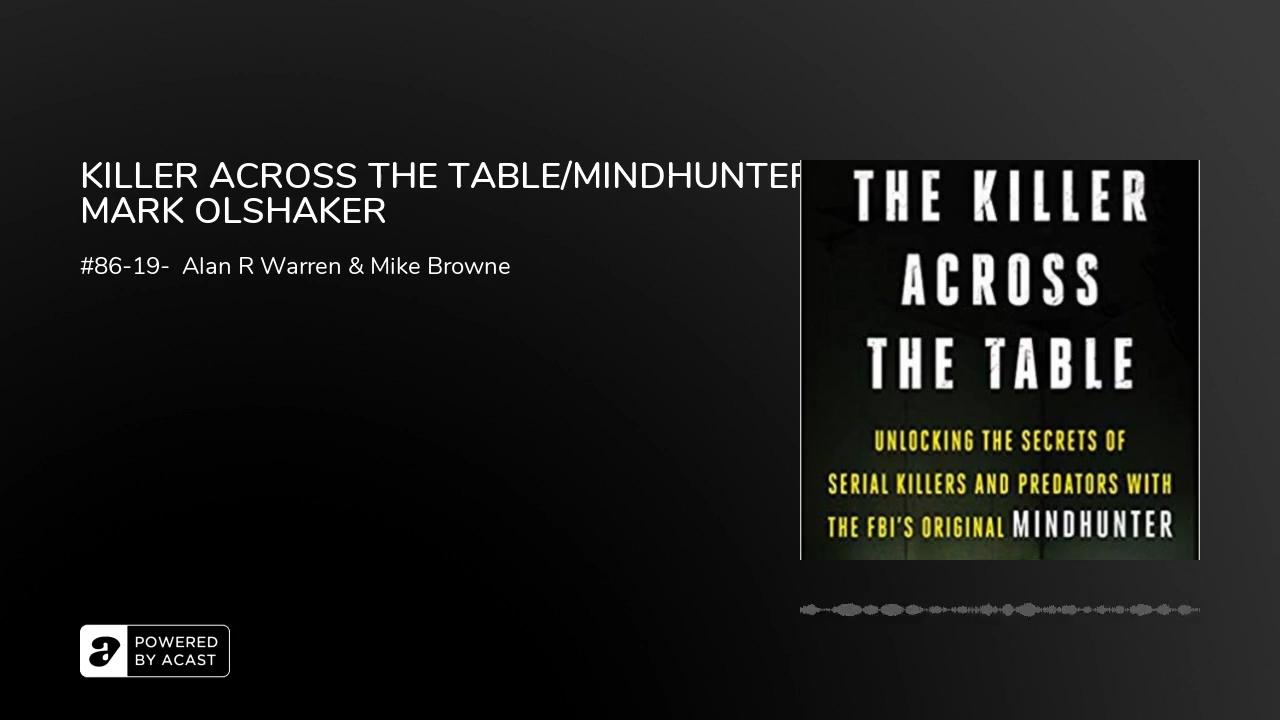 KILLER ACROSS THE TABLE/MINDHUNTER
MARK OLSHAKER
#86-19-  Alan R Warren & Mike Browne
THE KILLER
ACROSS
THE TABLE
UNLOCKING THE SECRETS OF
SERIAL KILLERS AND PREDATORS WITH
THE FBI'S ORIGINAL MINDHUNTER
POWERED
BY ACAST